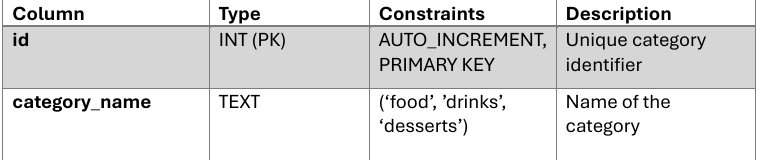 Column Type Constraints Description
id INT (PK) AUTO_INCREMENT, Unique category
PRIMARY KEY identifier
category_name TEXT (‘food’, ’drinks’, Name of the
‘desserts’) category